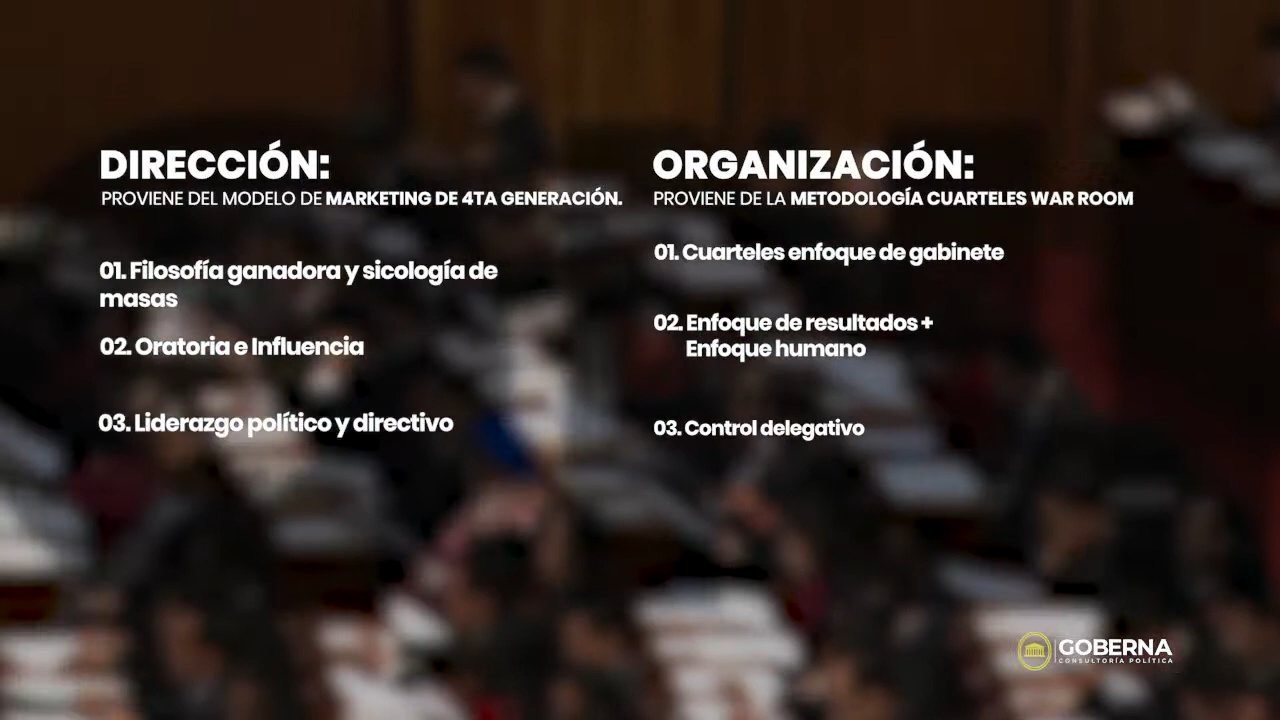 DIRECCIÓN:
PROVIENE DEL MODELO DE MARKETING DE 4TA GENERACIÓN.
01. Filosofía ganadora y sicología de
masas
02. Oratoria e Influencia
03. Liderazgo político y directivo
ORGANIZACIÓN:
PROVIENE DE LA METODOLOGÍA CUARTELES WAR ROOM
01. Cuarteles enfoque de gabinete
02. Enfoque de resultados +
Enfoque humano
03. Control delegativo
GOBERNA
CONSULTORÍA POLÍTICA